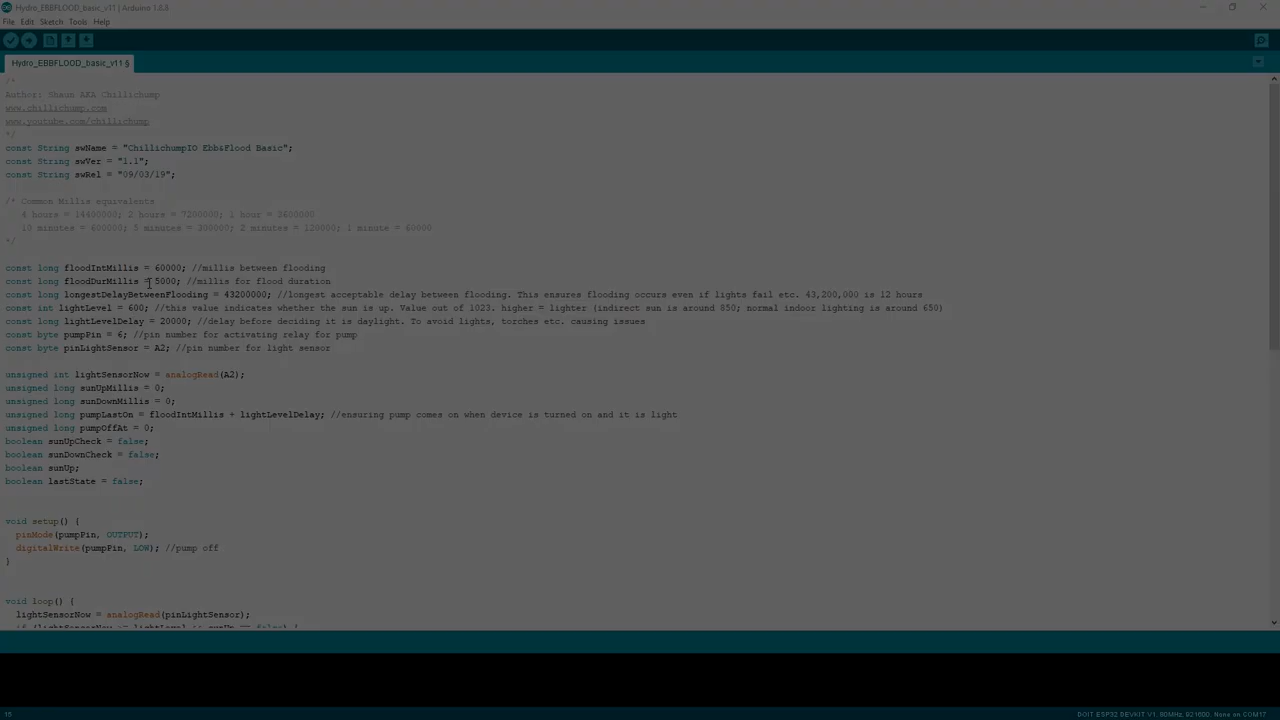 Hydro_EBBFLOOD_basic_v11 | Arduino 1.8.8
File Edit Sketch Tools Help
Hydro_EBBFLOOD_basic_v11 §
/*
Author: Shaun AKA Chillichump
www.chillichump.com
www.youtube.com/chillichump
*/
const String swName = "ChillichumpIO Ebb&Flood Basic";
const String swVer = "1.1";
const String swRel = "09/03/19";
/* Common Millis equivalents
4 hours = 14400000; 2 hours = 7200000; 1 hour = 3600000
10 minutes = 600000; 5 minutes = 300000; 2 minutes = 120000; 1 minute = 60000
*/
const long floodIntMillis = 60000; //millis between flooding
const long floodDurMillis = 5000; //millis for flood duration
const long longestDelayBetweenFlooding = 43200000; //longest acceptable delay between flooding. This ensures flooding occurs even if lights fail etc. 43,200,000 is 12 hours
const int lightLevel = 600; //this value indicates whether the sun is up. Value out of 1023. higher = lighter (indirect sun is around 850; normal indoor lighting is around 650)
const long lightLevelDelay = 20000; //delay before deciding it is daylight. To avoid lights, torches etc. causing issues
const byte pumpPin = 6; //pin number for activating relay for pump
const byte pinLightSensor = A2; //pin number for light sensor
unsigned int lightSensorNow = analogRead(A2);
unsigned long sunUpMillis = 0;
unsigned long sunDownMillis = 0;
unsigned long pumpLastOn = floodIntMillis + lightLevelDelay; //ensuring pump comes on when device is turned on and it is light
unsigned long pumpOffAt = 0;
boolean sunUpCheck = false;
boolean sunDownCheck = false;
boolean sunUp;
boolean lastState = false;
void setup() {
pinMode(pumpPin, OUTPUT);
digitalWrite(pumpPin, LOW); //pump off
}
void loop() {
lightSensorNow = analogRead(pinLightSensor);
if (lightSensorNow >= lightLevel && sunUp == false) {
15
DOIT ESP32 DEVKIT V1, 80MHz, 921600, None on COM17